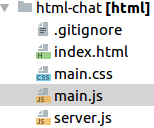 html-chat [html]
.gitignore
index.html
main.css
main.js
server.js